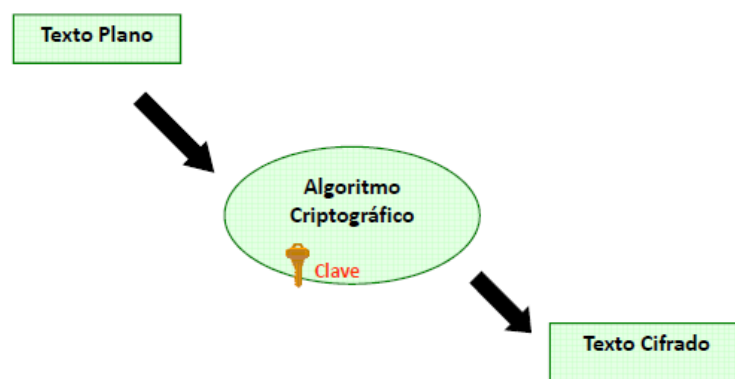 Texto Plano
Algoritmo
Criptográfico
Clave
Texto Cifrado